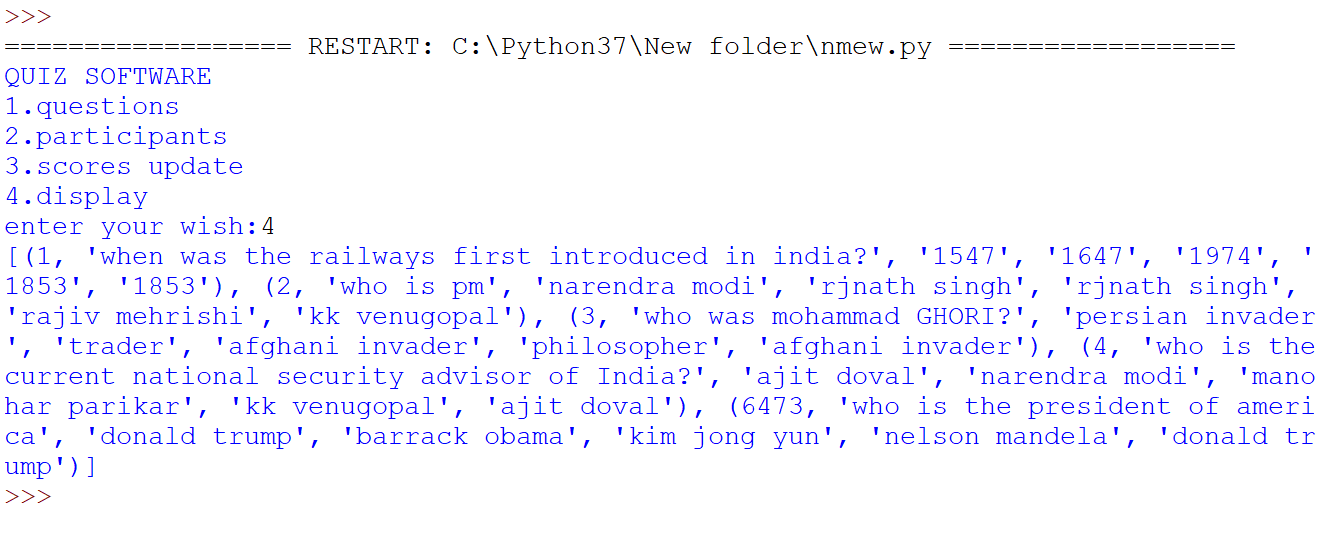 >>>
================== RESTART: C:\Python37\New folder\nmew.py ==================
QUIZ SOFTWARE
1.questions
2.participants
3.scores update
4.display
enter your wish:4
[(1, 'when was the railways first introduced in india?', '1547', '1647', '1974', '
1853', '1853'), (2, 'who is pm', 'narendra modi', 'rjnath singh', 'rjnath singh',
'rajiv mehrishi', 'kk venugopal'), (3, 'who was mohammad GHORI?', 'persian invader
', 'trader', 'afghani invader', 'philosopher', 'afghani invader'), (4, 'who is the
current national security advisor of India?', 'ajit doval', 'narendra modi', 'mano
har parikar', 'kk venugopal', 'ajit doval'), (6473, 'who is the president of ameri
ca', 'donald trump', 'barrack obama', 'kim jong yun', 'nelson mandela', 'donald tr
ump')]
>>>